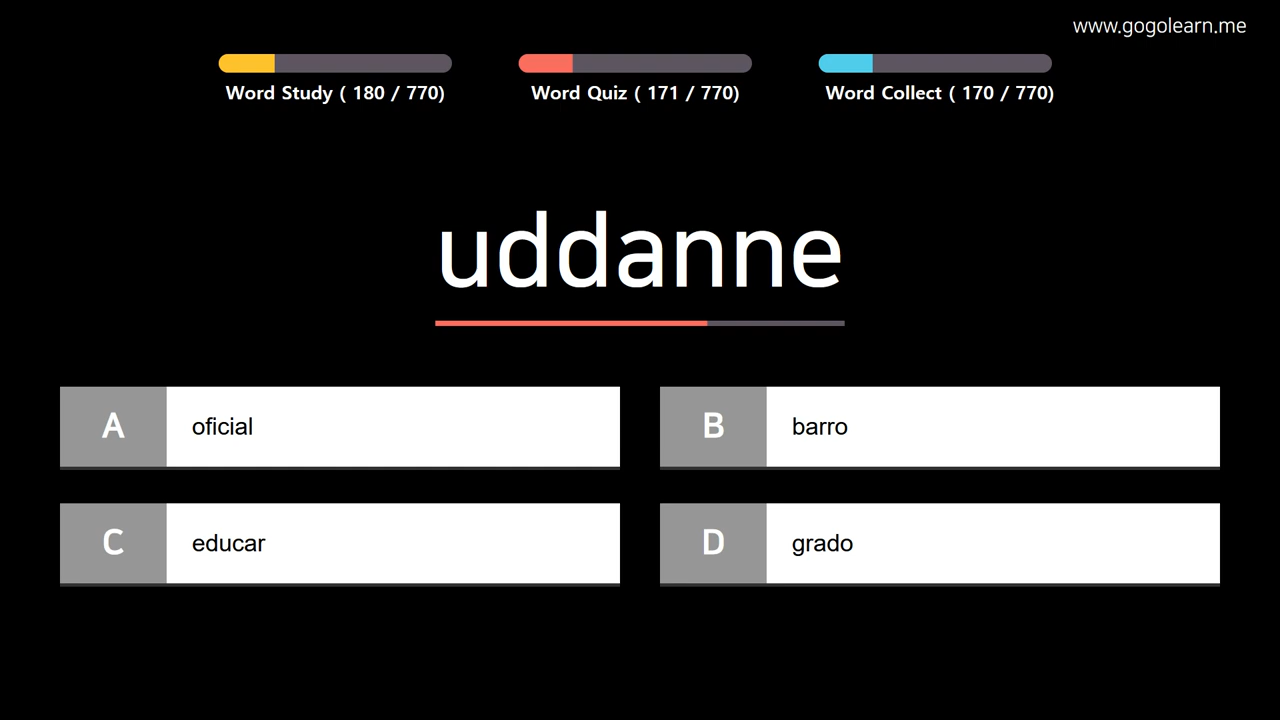 www.gogolearn.me
Word Study ( 180 / 770)
Word Quiz ( 171 / 770)
Word Collect ( 170 / 770)
uddanne
A oficial
B barro
C educar
D grado